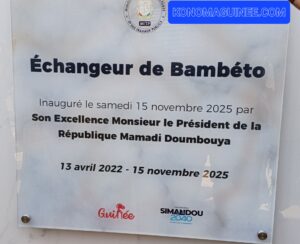 KONOMAGUINEE.COM
Échangeur de Bambéto
Inauguré le samedi 15 novembre 2025 par
Son Excellence Monsieur le Président de la
République Mamadi Doumbouya
13 avril 2022 - 15 novembre 2025
Guinée
SIMANDOU
2040